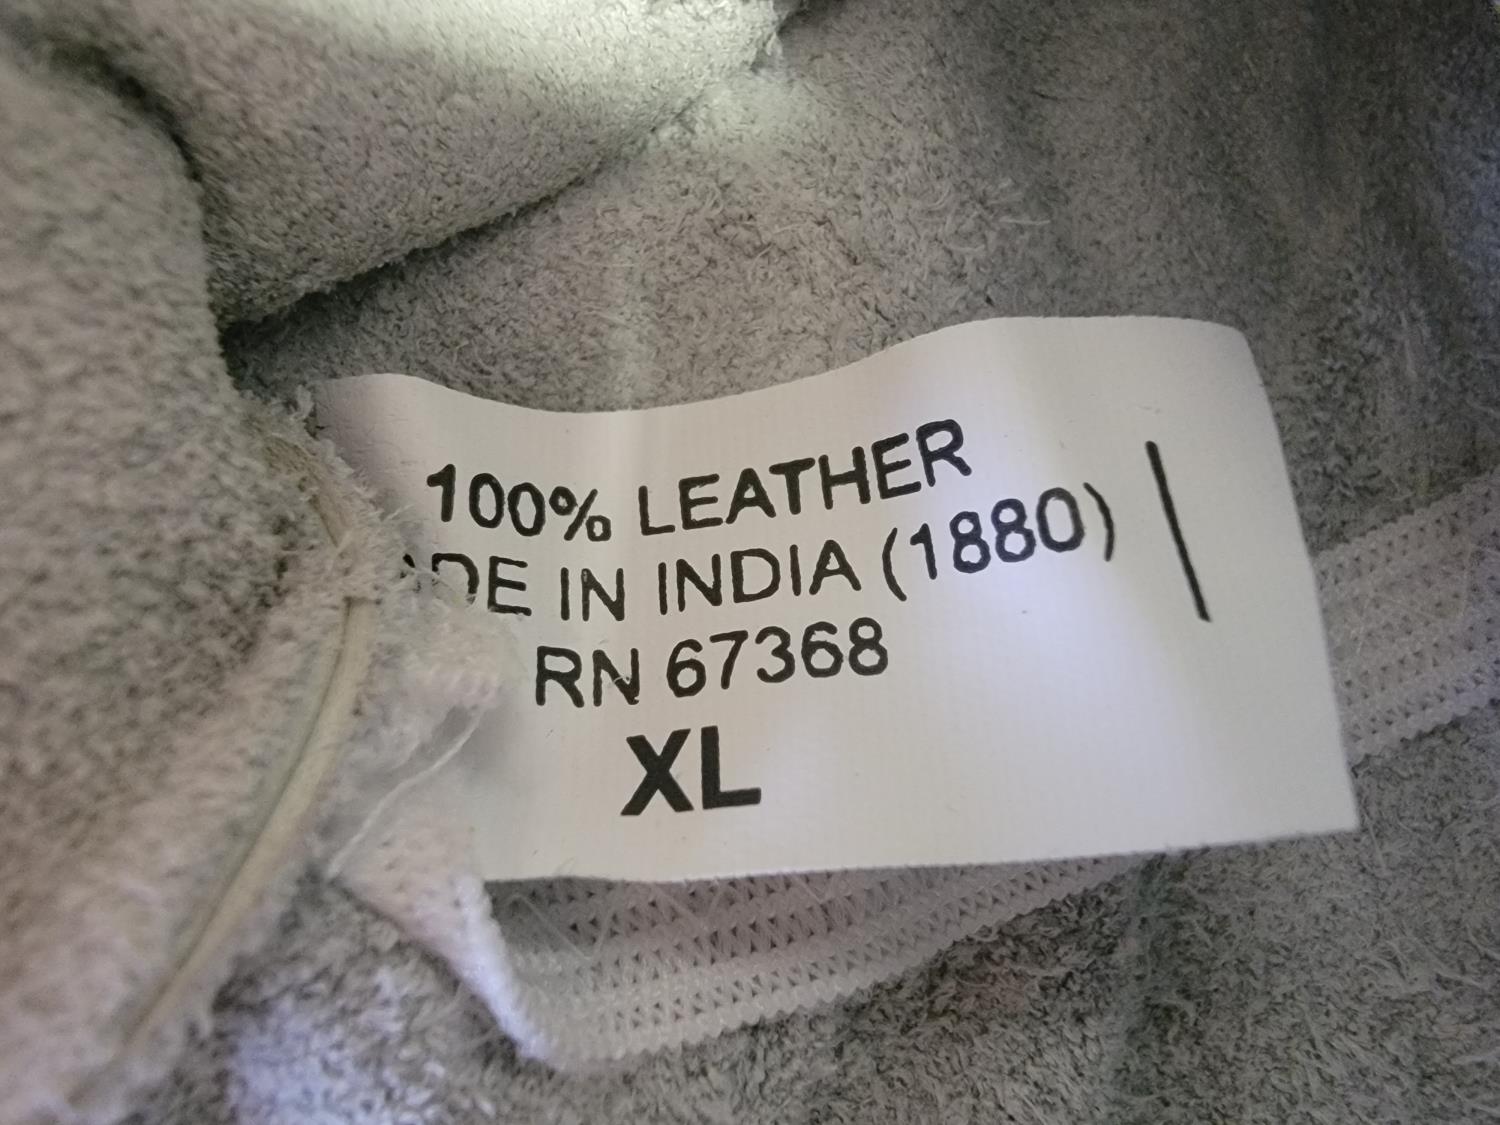 100% LEATHER
DE IN INDIA (1880)
RN 67368
XL